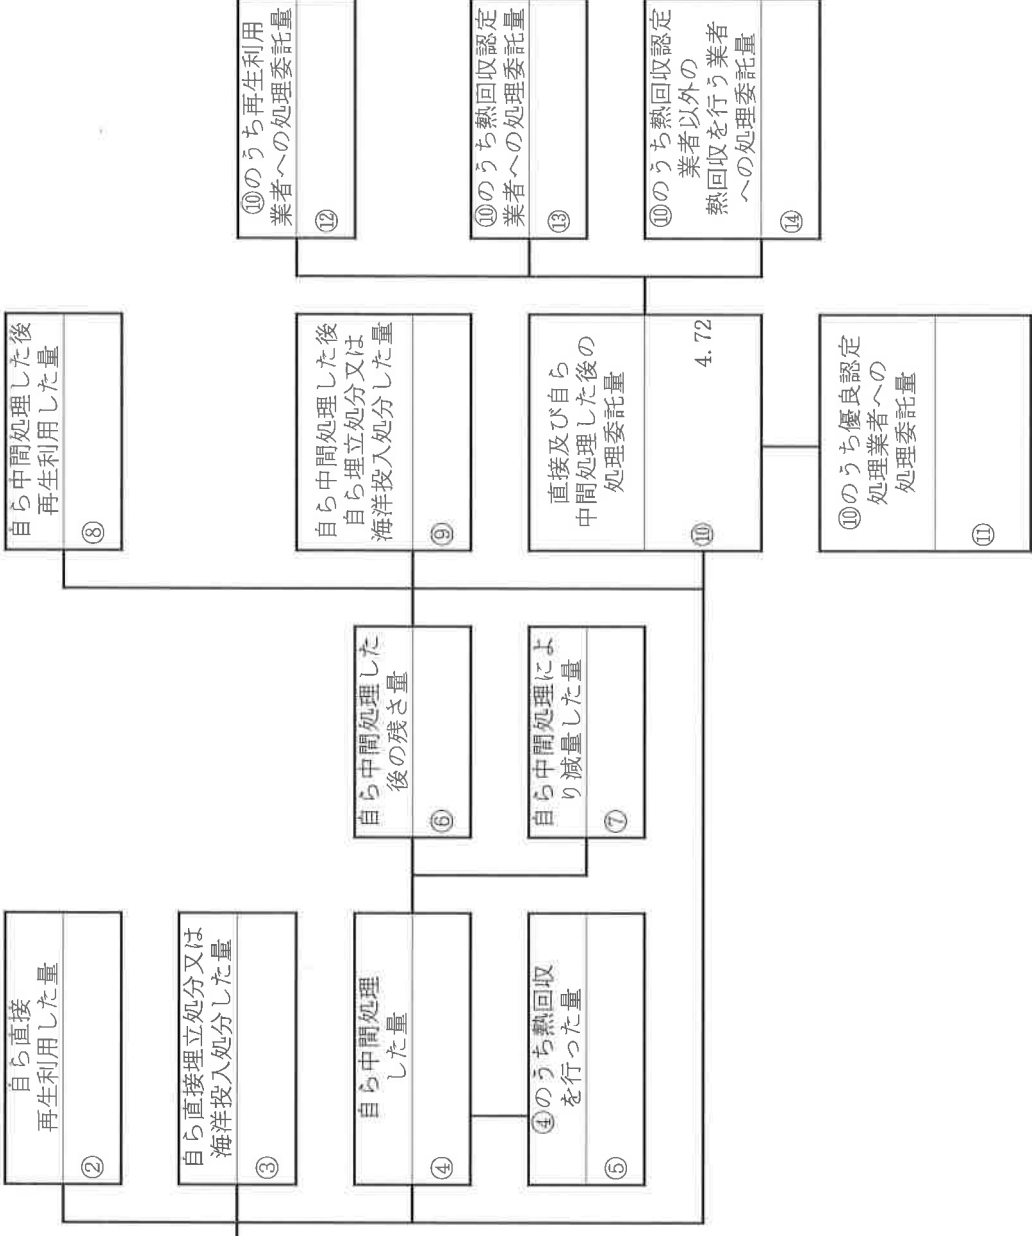 自ら直接
再生利用した量
②
自ら直接埋立処分又は
海洋投入処分した量
③
自ら中間処理
した量
④
④のうち熱回収
を行った量
⑤
自ら中間処理した
後の残さ量
⑥
自ら中間処理によ
り減量した量
⑦
自ら中間処理した後
再生利用した量
⑧
自ら中間処理した後
自ら埋立処分又は
海洋投入処分した量
⑨
直接及び自ら
中間処理した後の
処理委託量
⑩
4.72
⑩のうち優良認定
処理業者への
処理委託量
⑪
⑩のうち再生利用
業者への処理委託量
⑫
⑩のうち熱回収認定
業者への処理委託量
⑬
⑩のうち熱回収認定
業者以外の
熱回収を行う業者
への処理委託量
⑭